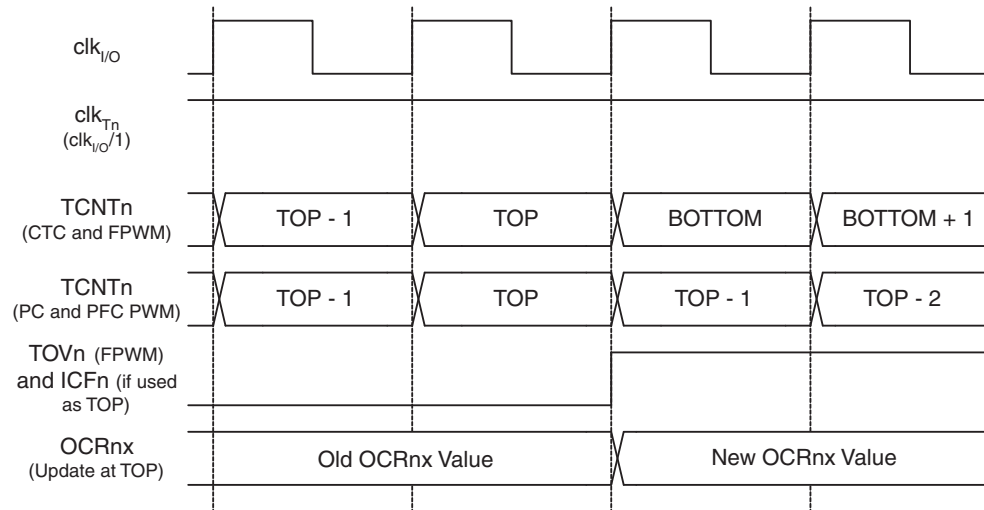 clkI/O
clkTn
(clkI/O/1)
TCNTn
(CTC and FPWM)
TOP - 1
TOP
BOTTOM
BOTTOM + 1
TCNTn
(PC and PFC PWM)
TOP - 1
TOP
TOP - 1
TOP - 2
TOVn (FPWM)
and ICFn (if used
as TOP)
OCRnx
(Update at TOP)
Old OCRnx Value
New OCRnx Value